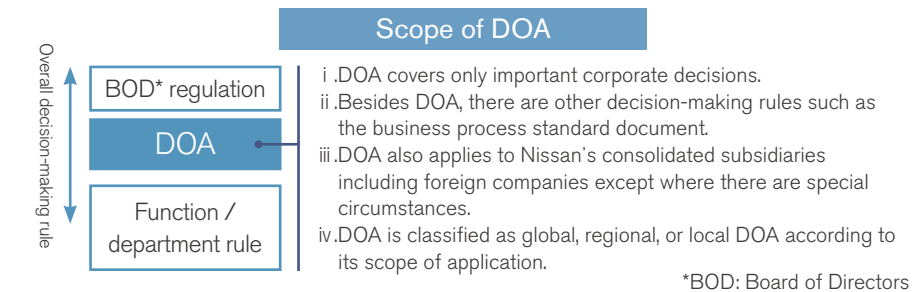 Scope of DOA
Overall decision-making rule
BOD* regulation
DOA
Function /
department rule
i .DOA covers only important corporate decisions.
ii .Besides DOA, there are other decision-making rules such as
the business process standard document.
iii .DOA also applies to Nissan's consolidated subsidiaries
including foreign companies except where there are special
circumstances.
iv .DOA is classified as global, regional, or local DOA according to
its scope of application.
*BOD: Board of Directors